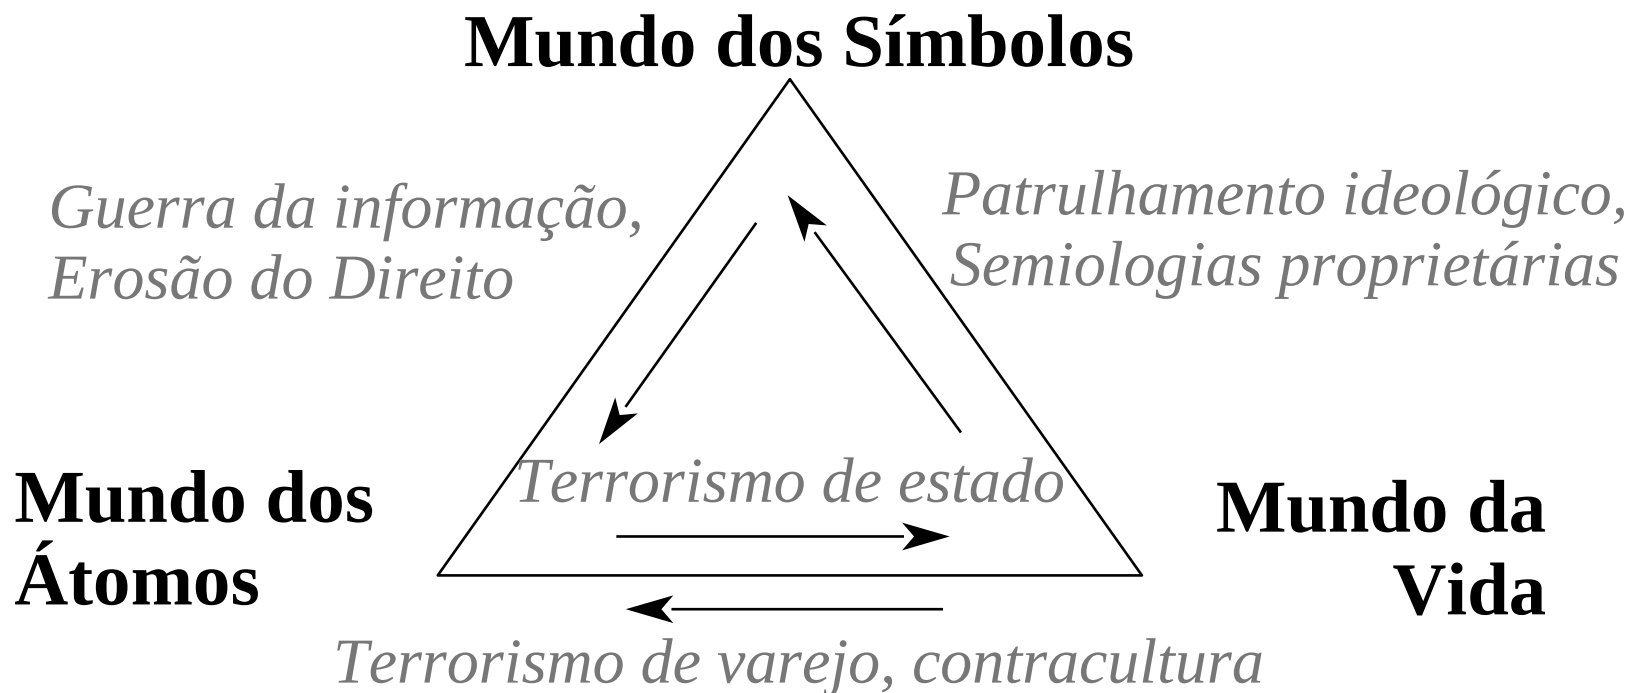 Mundo dos Símbolos
Guerra da informação,
Erosão do Direito
Patrulhamento ideológico,
Semiologias proprietárias
Terrorismo de estado
Mundo dos
Átomos
Mundo da
Vida
Terrorismo de varejo, contracultura